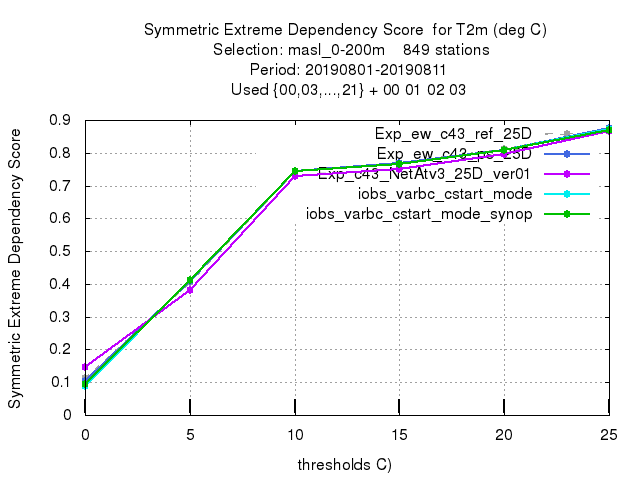 Symmetric Extreme Dependency Score for T2m (deg C)
Selection: masl_0-200m 849 stations
Period: 20190801-20190811
Used {00,03,...,21} + 00 01 02 03
Symmetric Extreme Dependency Score
0.9
0.8
0.7
0.6
0.5
0.4
0.3
0.2
0.1
0
Exp_ew_c43_ref_25D
Exp_ew_c43_ps_25D
Exp_c43_NetAtv3_25D_ver01
iobs_varbc_cstart_mode
iobs_varbc_cstart_mode_synop
0 5 10 15 20 25
thresholds C)